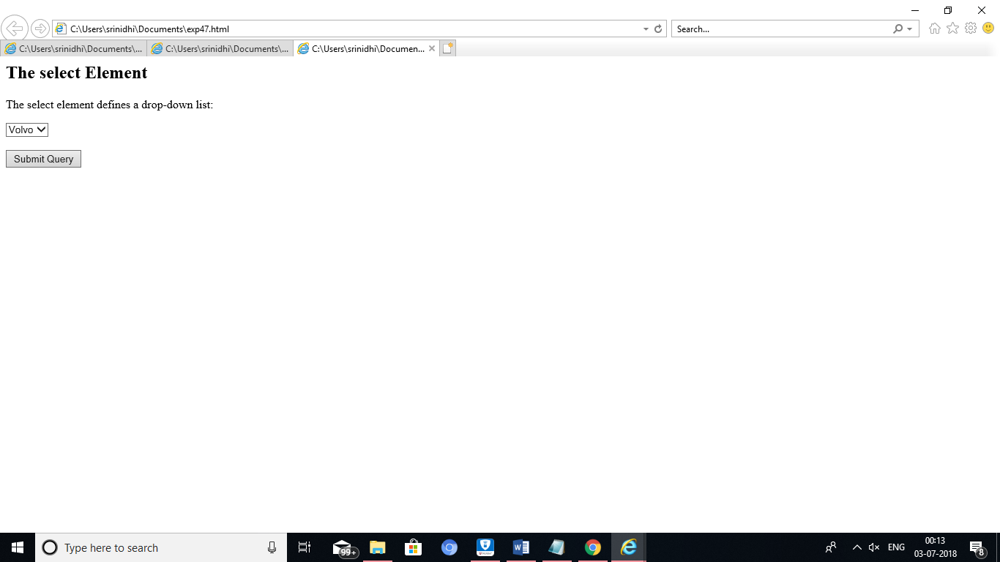 C:\Users\srinidhi\Documents\exp47.html
Search...
C:\Users\srinidhi\Documents\...
C:\Users\srinidhi\Documents\...
C:\Users\srinidhi\Documen...
The select Element
The select element defines a drop-down list:
Volvo
Submit Query
Type here to search
99+
ENG
00:13
03-07-2018
8